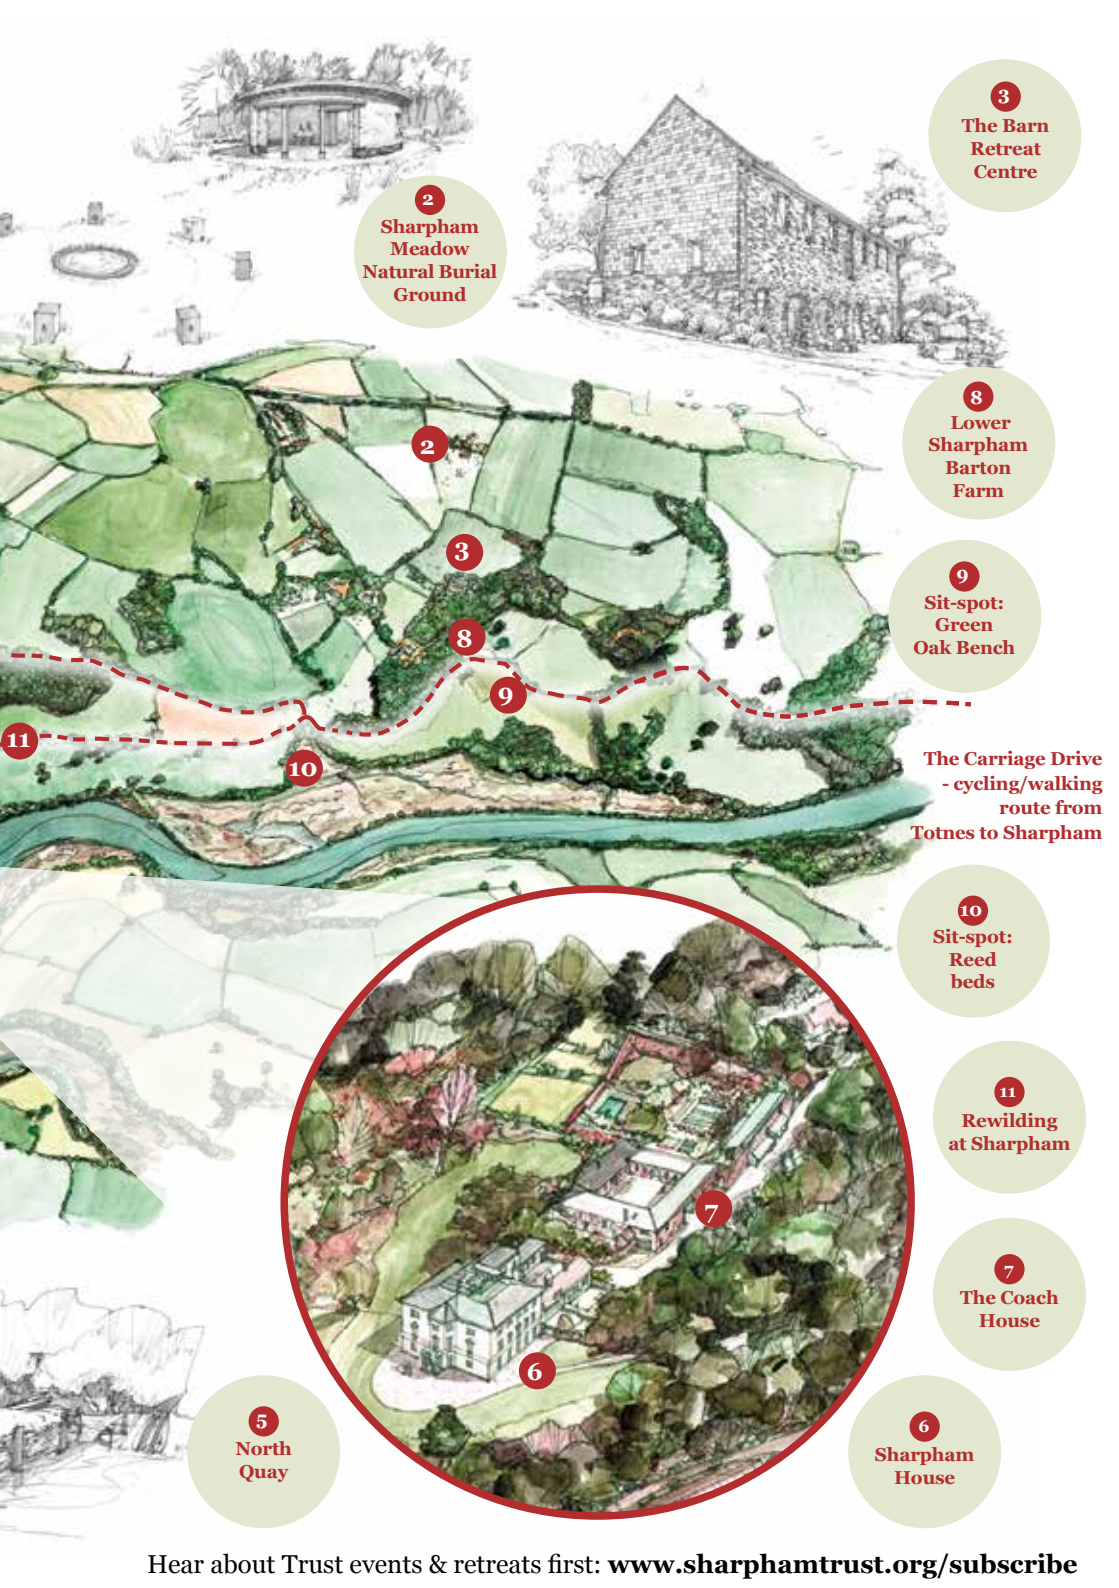 3
The Barn
Retreat
Centre
2
Sharpham
Meadow
Natural Burial
Ground
8
Lower
Sharpham
Barton
Farm
2
3
9
Sit-spot:
Green
Oak Bench
8
9
11
10
The Carriage Drive
- cycling/walking
route from
Totnes to Sharpham
10
Sit-spot:
Reed
beds
11
Rewilding
at Sharpham
7
7
The Coach
House
6
5
North
Quay
6
Sharpham
House
Hear about Trust events & retreats first: www.sharphamtrust.org/subscribe